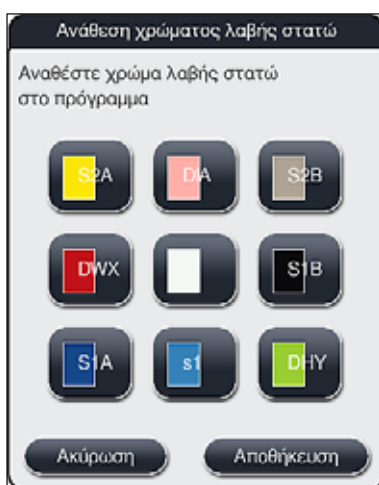 Ανάθεση χρώματος λαβής στατώ
Αναθέστε χρώμα λαβής στατώ
στο πρόγραμμα
S2A DIA S2B
DWX S1B
S1A s1 DHY
Ακύρωση Αποθήκευση